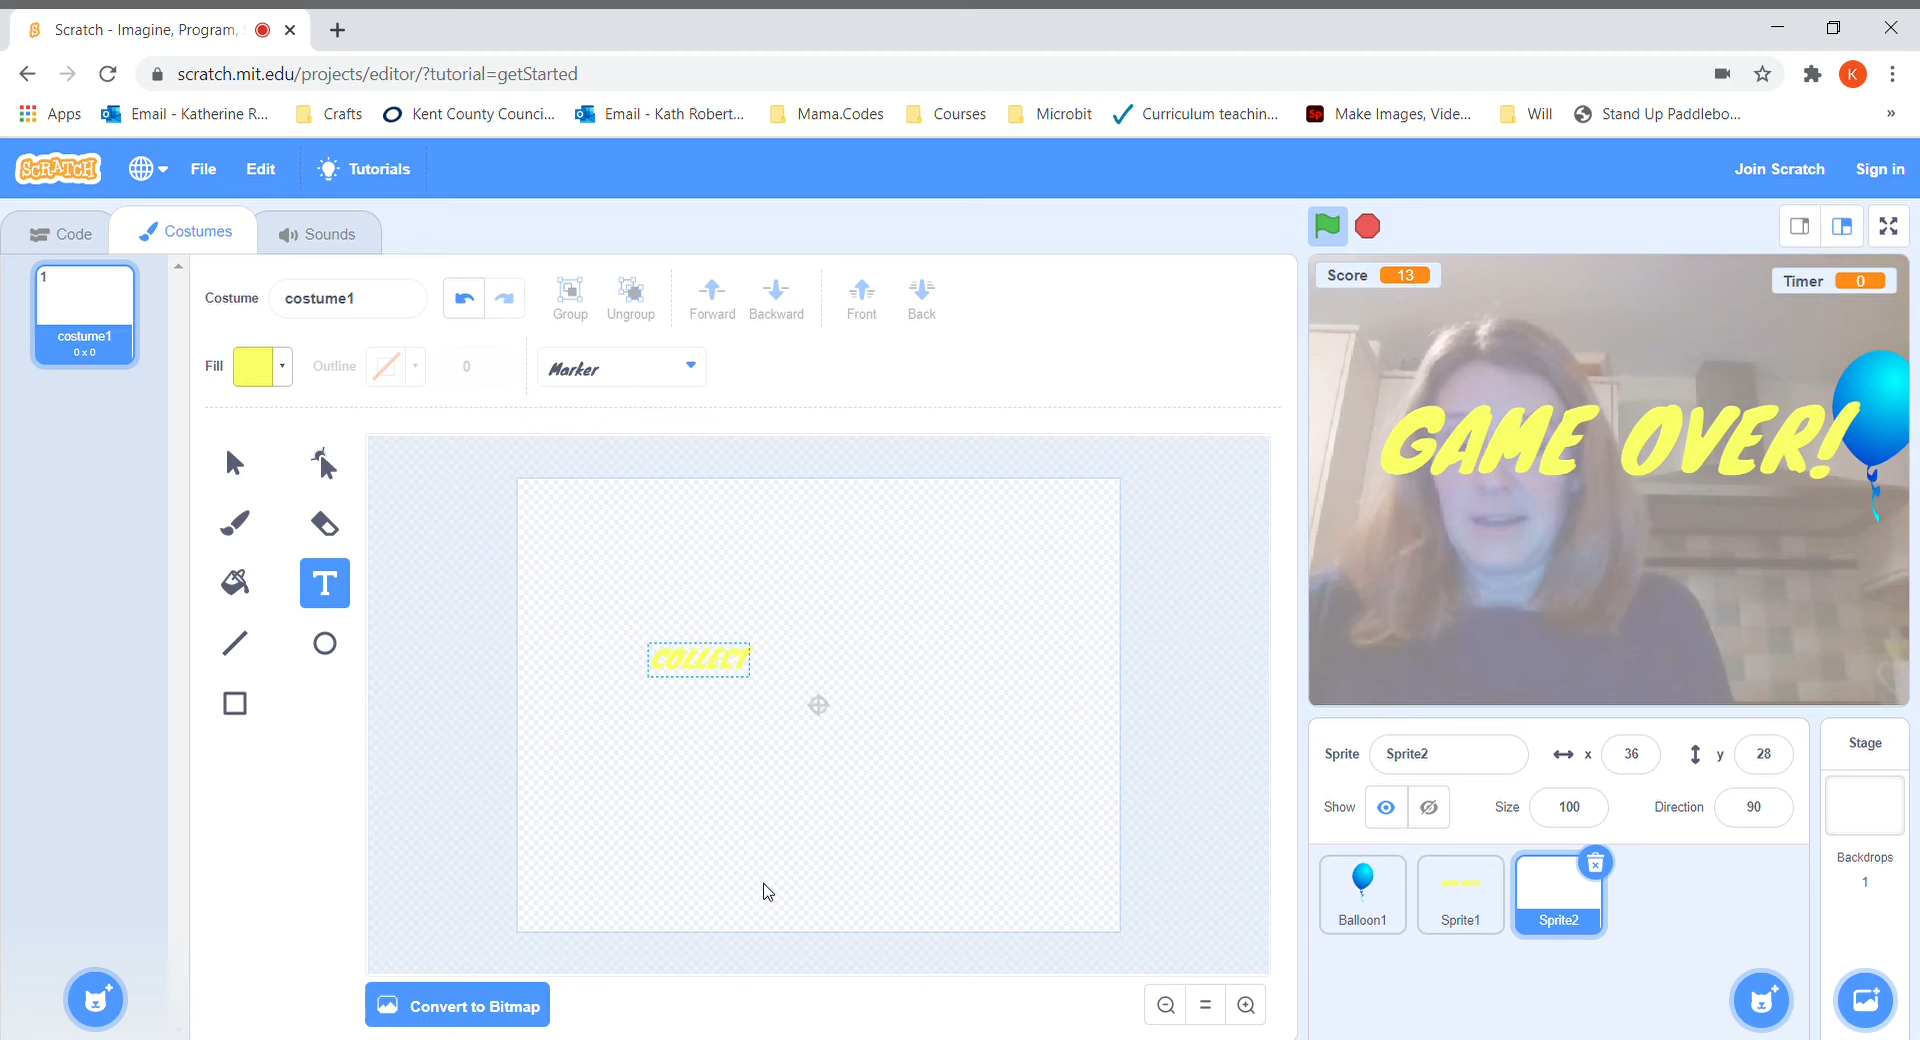 Scratch - Imagine, Program,
scratch.mit.edu/projects/editor/?tutorial=getStarted
K
Apps
Email - Katherine R...
Crafts
Kent County Counci...
Email - Kath Robert...
Mama.Codes
Courses
Microbit
Curriculum teachin...
Sp
Make Images, Vide...
Will
Stand Up Paddlebo...
»
SCRATCH
File
Edit
Tutorials
Join Scratch
Sign in
Code
Costumes
Sounds
1
costume1
0 x 0
Costume
costume1
Group
Ungroup
Forward
Backward
Front
Back
Fill
Outline
0
Marker
T
COLLECT
Convert to Bitmap
Score 13
Timer 0
GAME OVER!
Sprite
Sprite2
x
36
y
28
Show
Size
100
Direction
90
Balloon1
Sprite1
Sprite2
Stage
Backdrops
1